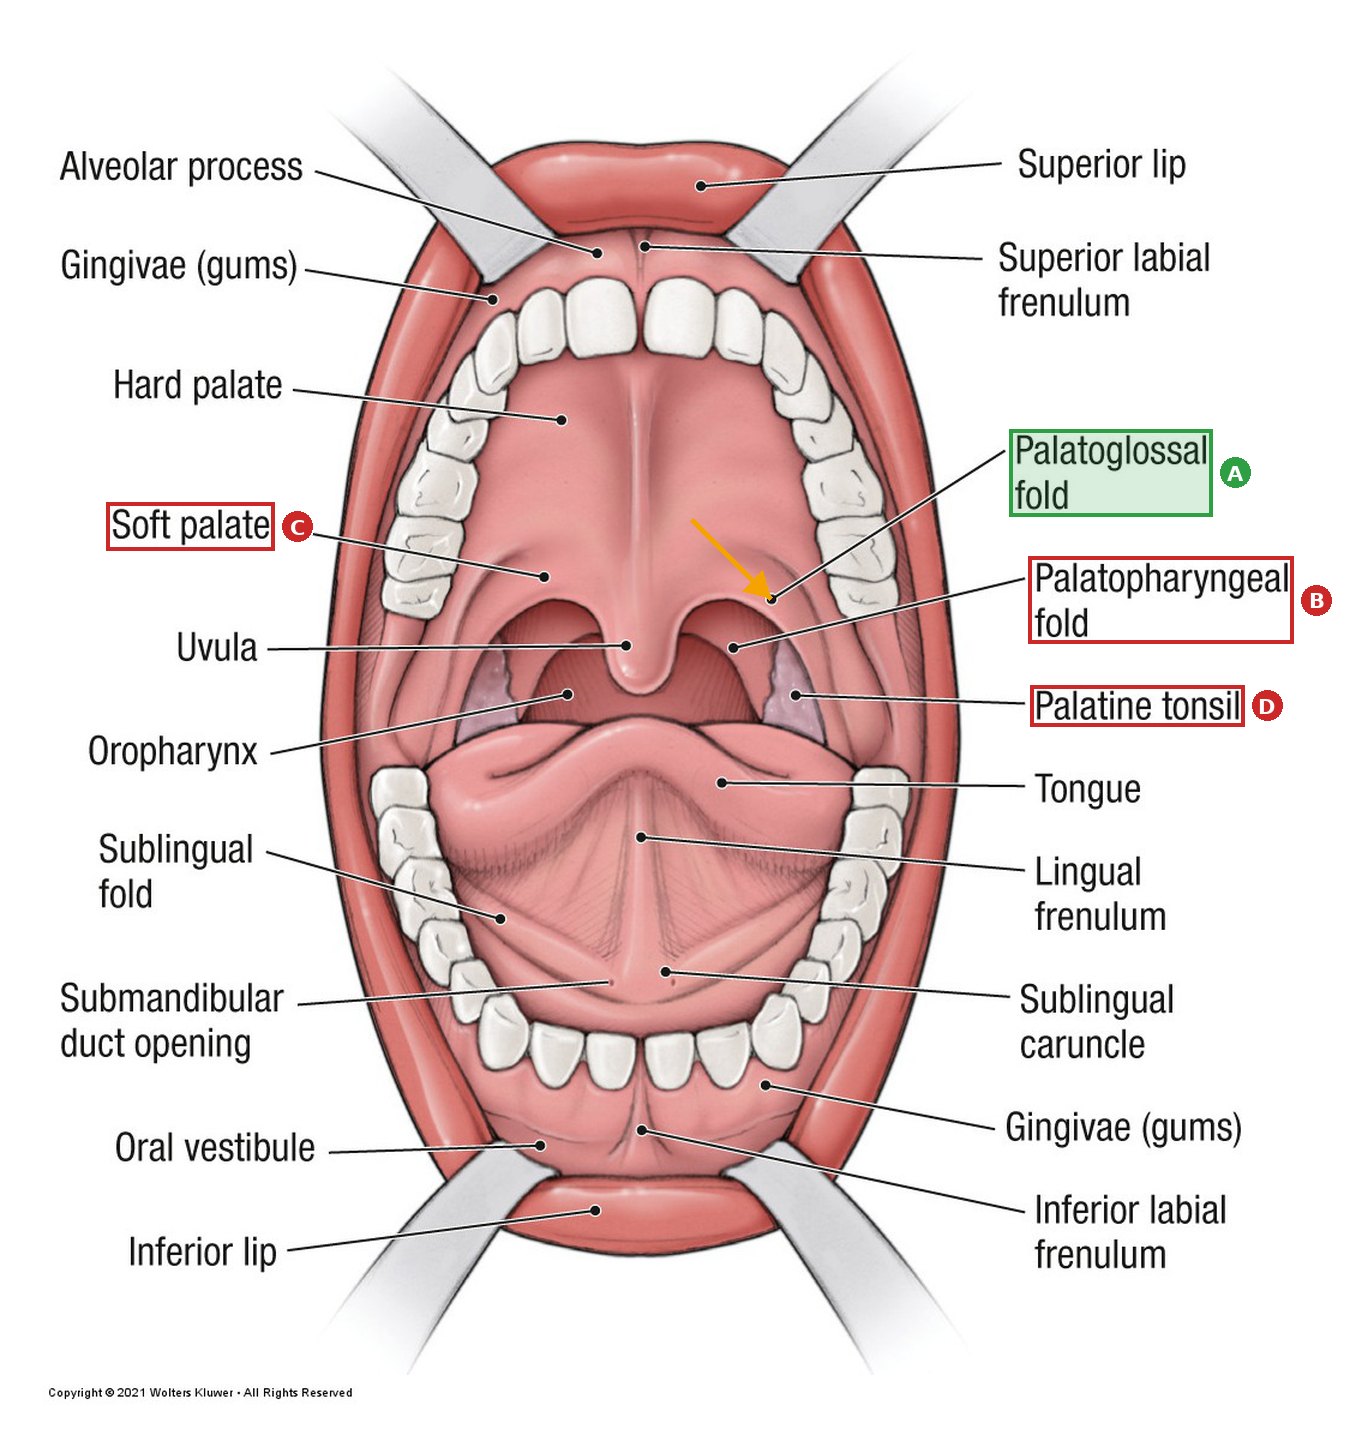 Alveolar process
Gingivae (gums)
Hard palate
Soft palate C
Uvula
Oropharynx
Sublingual
fold
Submandibular
duct opening
Oral vestibule
Inferior lip
Superior lip
Superior labial
frenulum
Palatoglossal
fold A
Palatopharyngeal
fold B
Palatine tonsil D
Tongue
Lingual
frenulum
Sublingual
caruncle
Gingivae (gums)
Inferior labial
frenulum
Copyright © 2021 Wolters Kluwer • All Rights Reserved